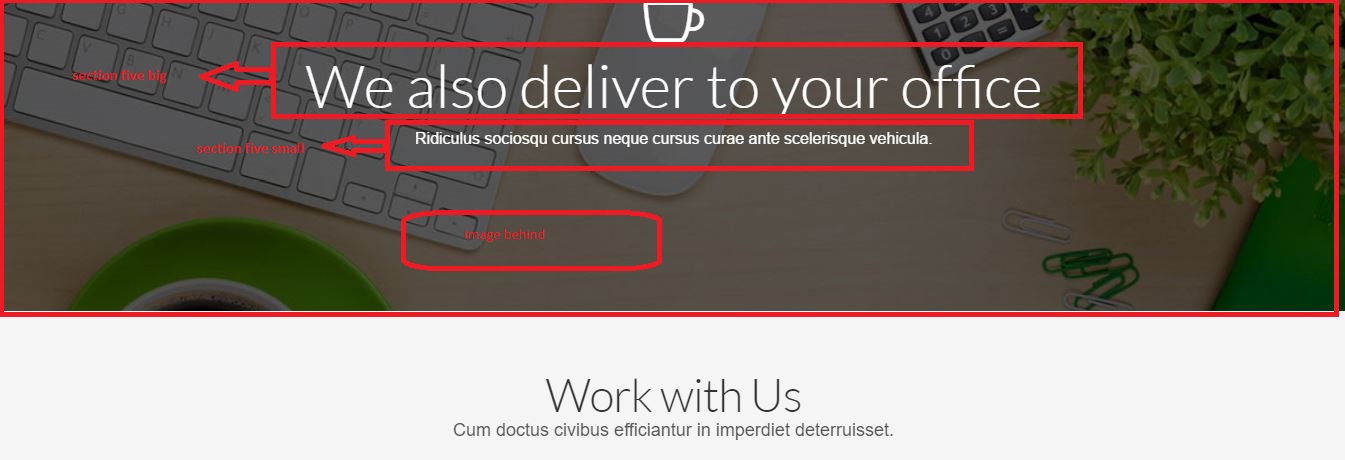 section five big
We also deliver to your office
Ridiculus sociosqu cursus neque cursus curae ante scelerisque vehicula.
section five small
image behind
Work with Us
Cum doctus civibus efficiantur in imperdiet deterruisset.